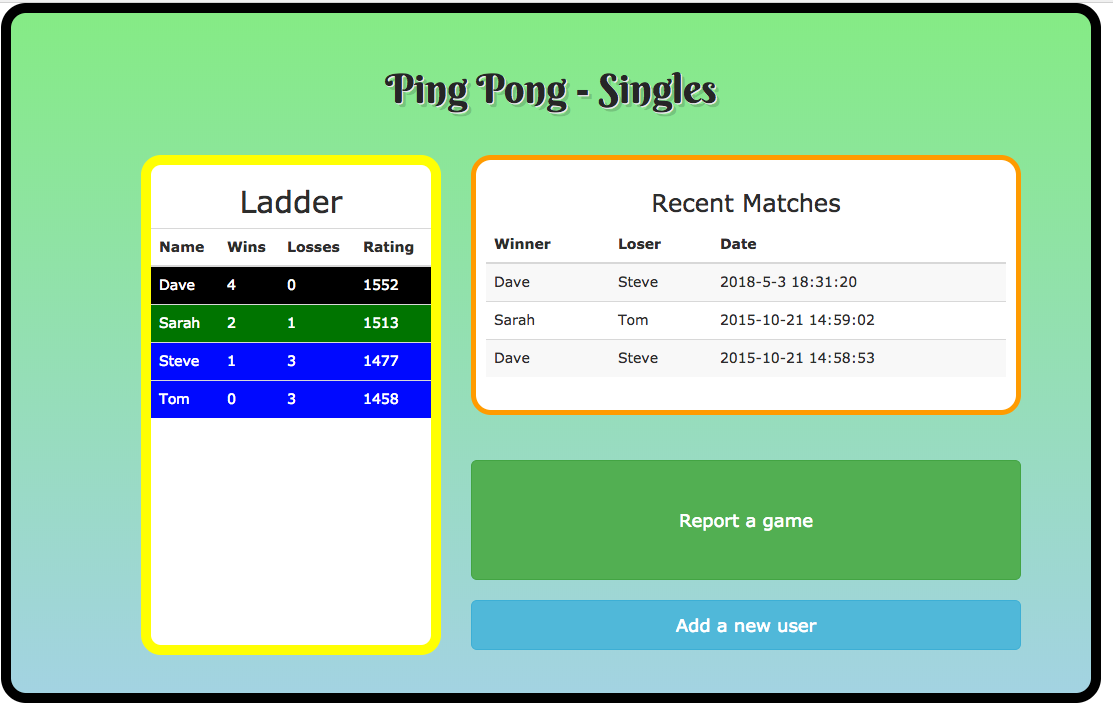 Ping Pong - Singles
Ladder
Name Wins Losses Rating
Dave 4 0 1552
Sarah 2 1 1513
Steve 1 3 1477
Tom 0 3 1458
Recent Matches
Winner Loser Date
Dave Steve 2018-5-3 18:31:20
Sarah Tom 2015-10-21 14:59:02
Dave Steve 2015-10-21 14:58:53
Report a game
Add a new user